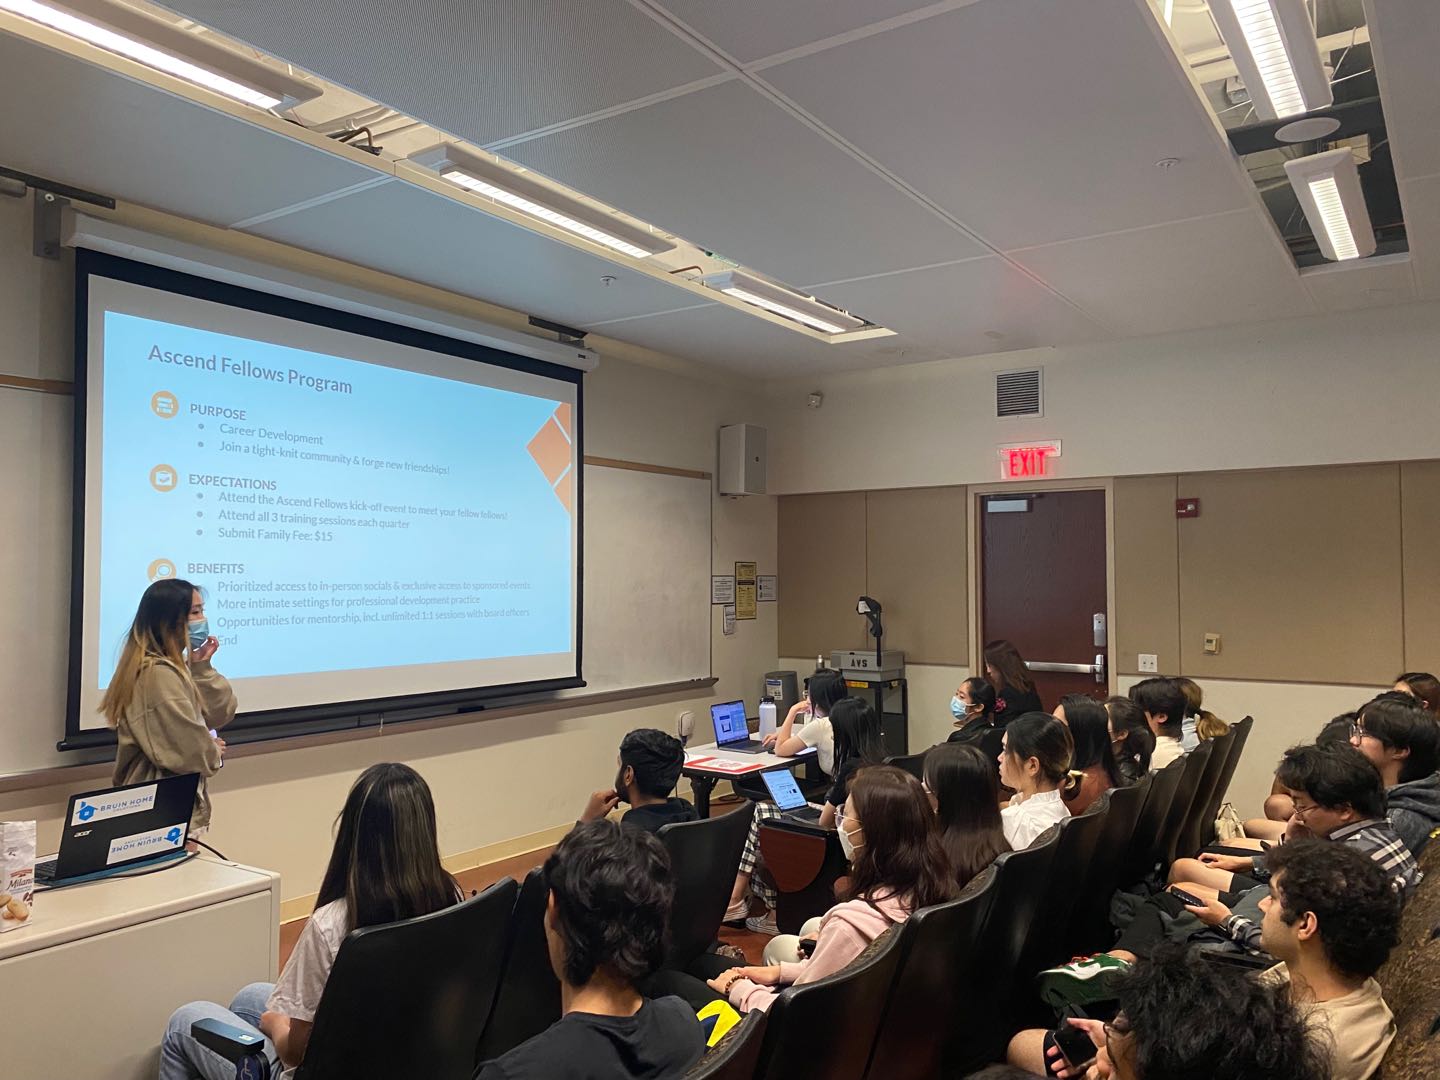 Ascend Fellows Program
PURPOSE
Career Development
Join a tight-knit community & forge new friendships!
EXPECTATIONS
Attend the Ascend Fellows kick-off event to meet your fellow fellows!
Attend all 3 training sessions each quarter
Submit Family Fee: $15
BENEFITS
Prioritized access to in-person socials & exclusive access to sponsored events
More intimate settings for professional development practice
Opportunities for mentorship, incl. unlimited 1:1 sessions with board officers
End
EXIT
AVS
BRUIN HOME
acer
BRUIN HOME
Milano